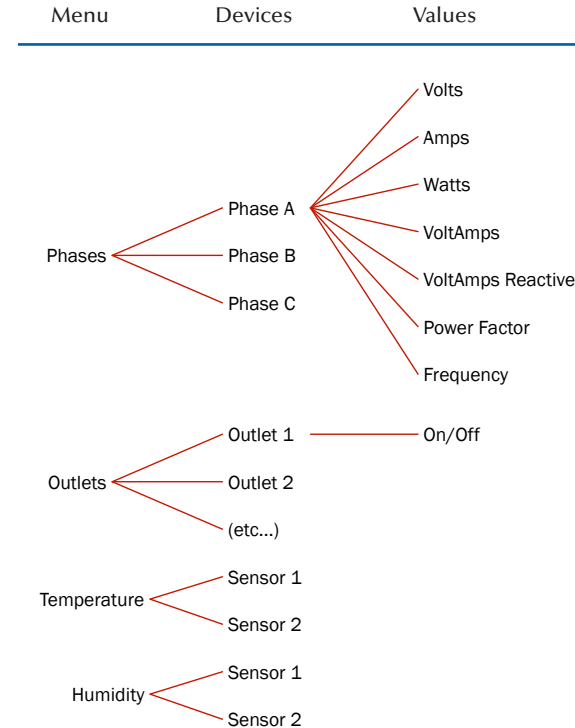 Menu Devices Values
Volts
Amps
Watts
VoltAmps
VoltAmps Reactive
Power Factor
Frequency
Phases
Phase A
Phase B
Phase C
Outlets
Outlet 1
Outlet 2
(etc...)
On/Off
Temperature
Sensor 1
Sensor 2
Humidity
Sensor 1
Sensor 2